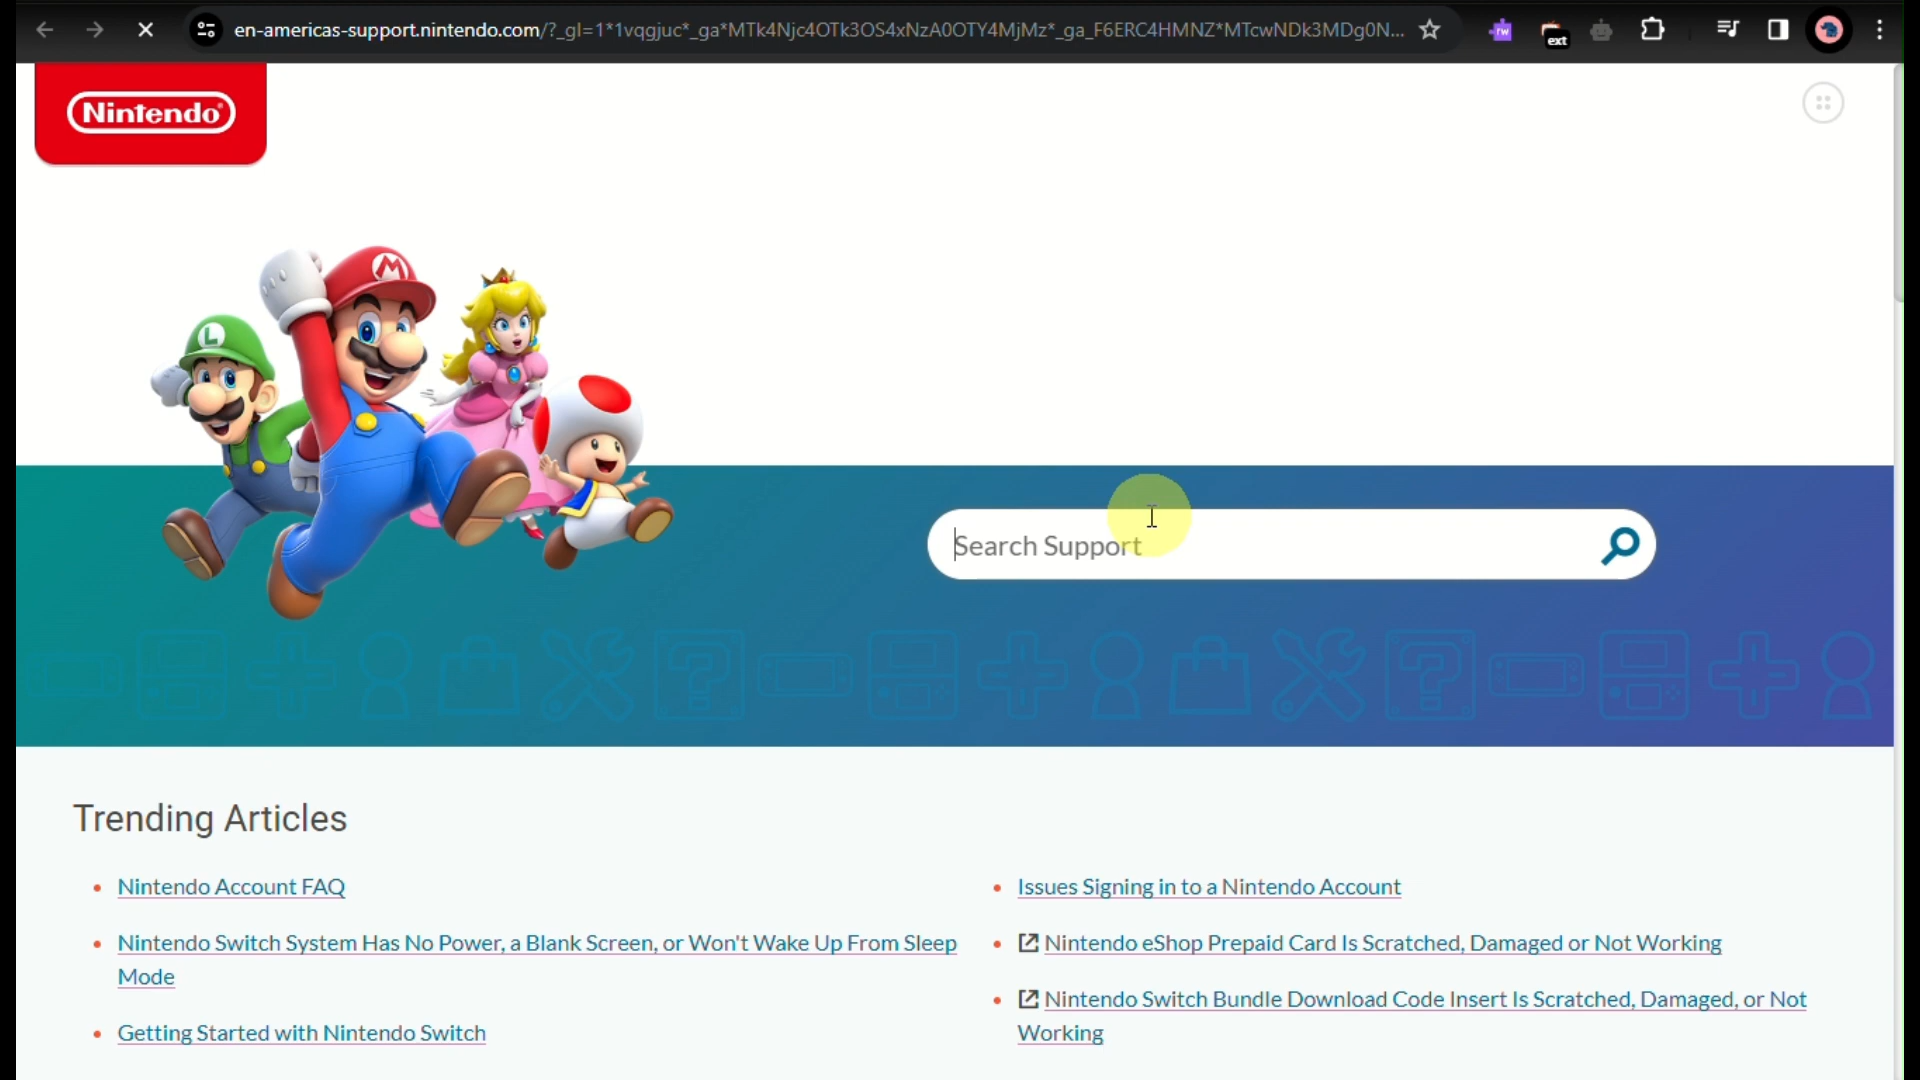 en-americas-support.nintendo.com/?_gl=1*1vqgjuc*_ga*MTk4Njc4OTk3OS4xNzA0OTY4MjMz*_ga_F6ERC4HMNZ*MTcwNDk3MDg0N...
rw
ext
Nintendo
M
L
Search Support
Trending Articles
Nintendo Account FAQ
Nintendo Switch System Has No Power, a Blank Screen, or Won't Wake Up From Sleep
Mode
Getting Started with Nintendo Switch
Issues Signing in to a Nintendo Account
Nintendo eShop Prepaid Card Is Scratched, Damaged or Not Working
Nintendo Switch Bundle Download Code Insert Is Scratched, Damaged, or Not
Working